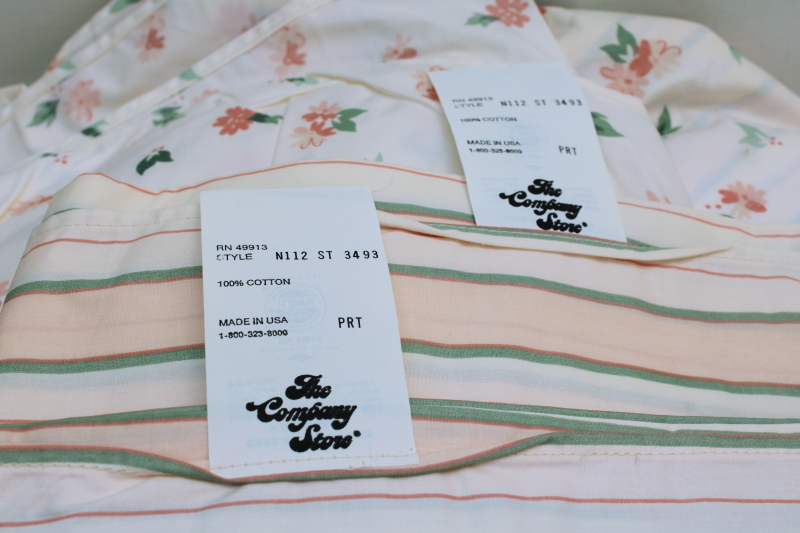 RN 49913
STYLE N112 ST 3493
100% COTTON
MADE IN USA PRT
1-800-323-8000
The
Company
Store
RN 49913
STYLE N112 ST 3493
100% COTTON
MADE IN USA
1-800-323-8000 PRT
The
Company
Store